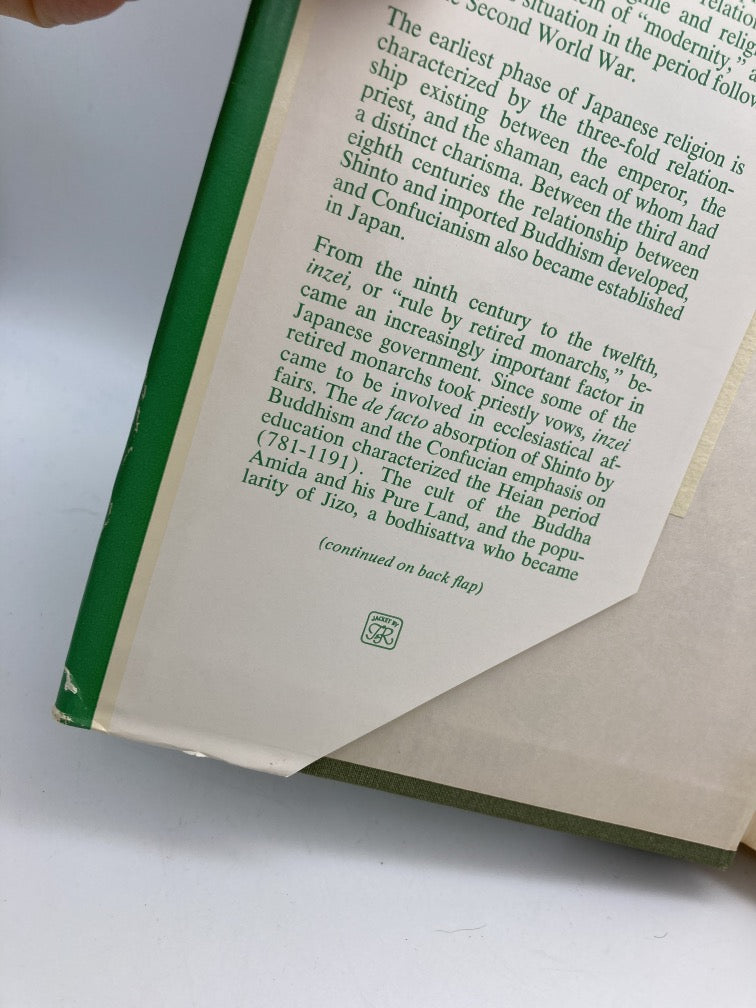 and relig
of "modernity,"
situation in the period follow
Second World War.
The earliest phase of Japanese religion is
characterized by the three-fold relation-
ship existing between the emperor, the
priest, and the shaman, each of whom had
a distinct charisma. Between the third and
eighth centuries the relationship between
Shinto and imported Buddhism developed,
and Confucianism also became established
in Japan.
From the ninth century to the twelfth,
inzei, or "rule by retired monarchs," be-
came an increasingly important factor in
Japanese government. Since some of the
retired monarchs took priestly vows, inzei
came to be involved in ecclesiastical af-
fairs. The de facto absorption of Shinto by
Buddhism and the Confucian emphasis on
education characterized the Heian period
(781-1191). The cult of the Buddha
Amida and his Pure Land, and the popu-
larity of Jizo, a bodhisattva who became
(continued on back flap)
JACKET BY